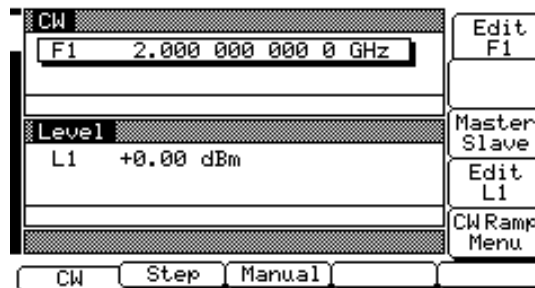 CW
F1 2.000 000 000 0 GHz
Level
L1 +0.00 dBm
Edit
F1
Master-
Slave
Edit
L1
CW Ramp
Menu
CW
Step
Manual